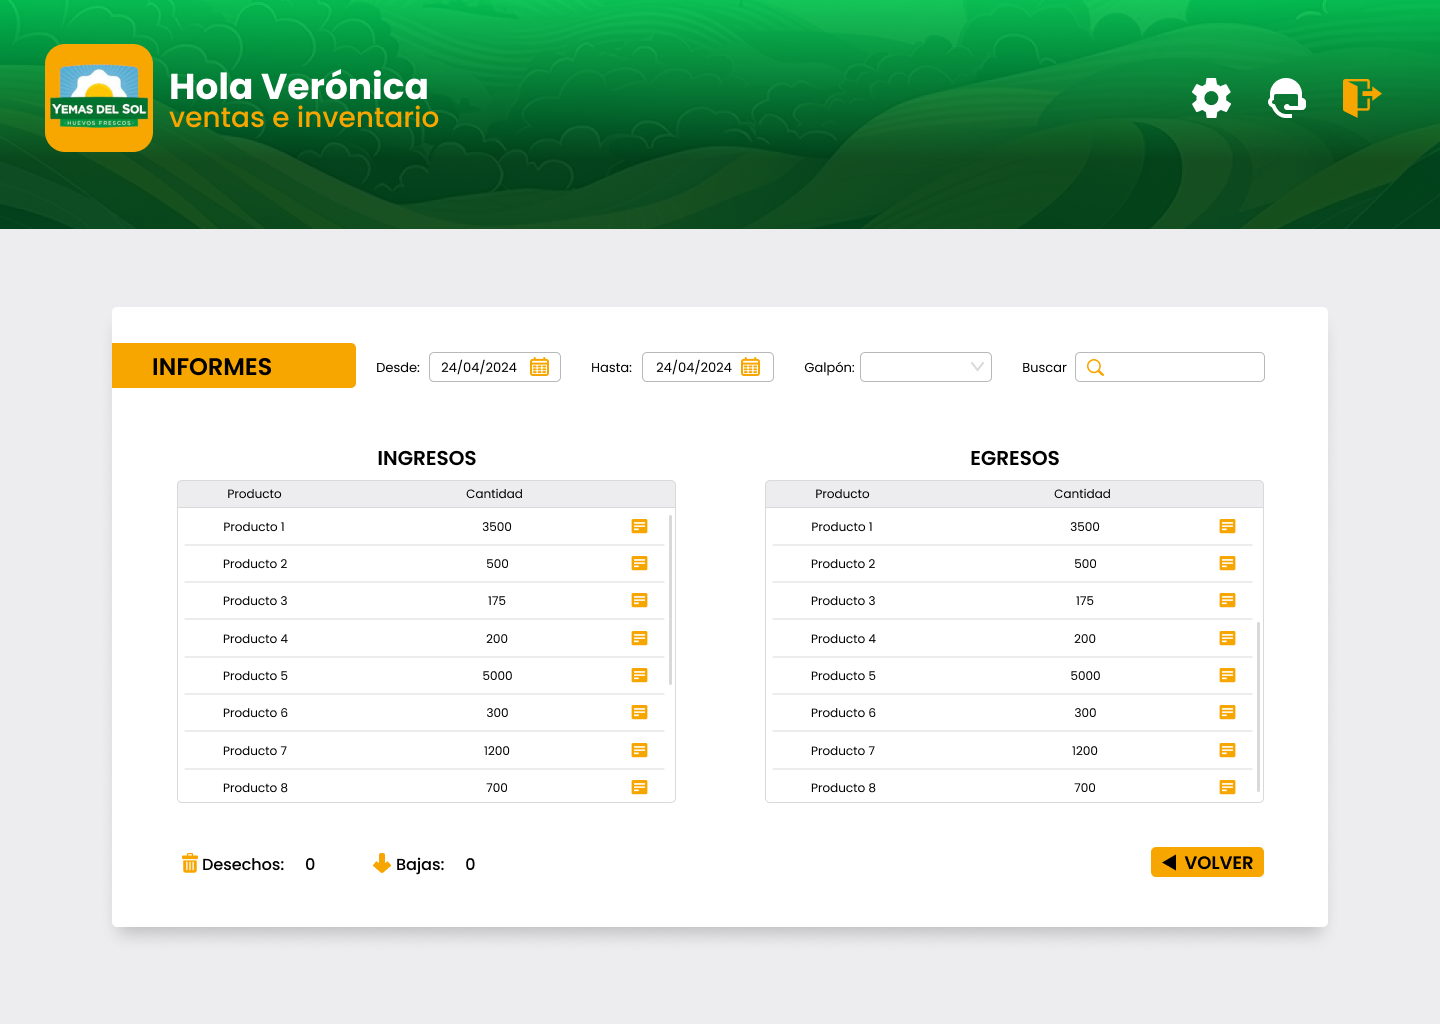 YEMAS DEL SOL
HUEVOS FRESCOS
Hola Verónica
ventas e inventario
INFORMES
Desde: 24/04/2024 Hasta: 24/04/2024 Galpón: Buscar
INGRESOS
Producto Cantidad
Producto 1 3500
Producto 2 500
Producto 3 175
Producto 4 200
Producto 5 5000
Producto 6 300
Producto 7 1200
Producto 8 700
EGRESOS
Producto Cantidad
Producto 1 3500
Producto 2 500
Producto 3 175
Producto 4 200
Producto 5 5000
Producto 6 300
Producto 7 1200
Producto 8 700
Desechos: 0 Bajas: 0
VOLVER